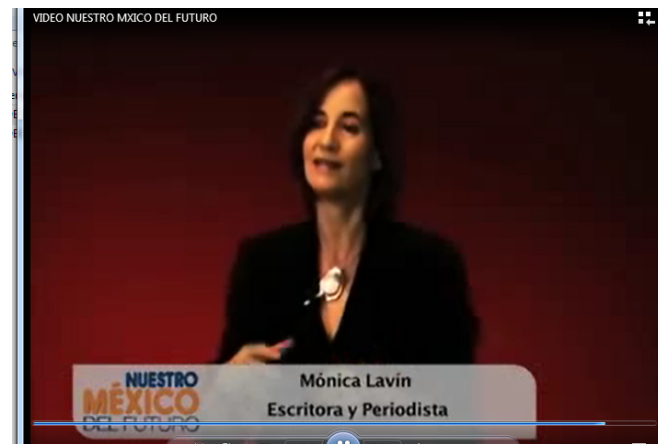 VIDEO NUESTRO MXICO DEL FUTURO
NUESTRO
MÉXICO
DEL FUTURO
Mónica Lavín
Escritora y Periodista